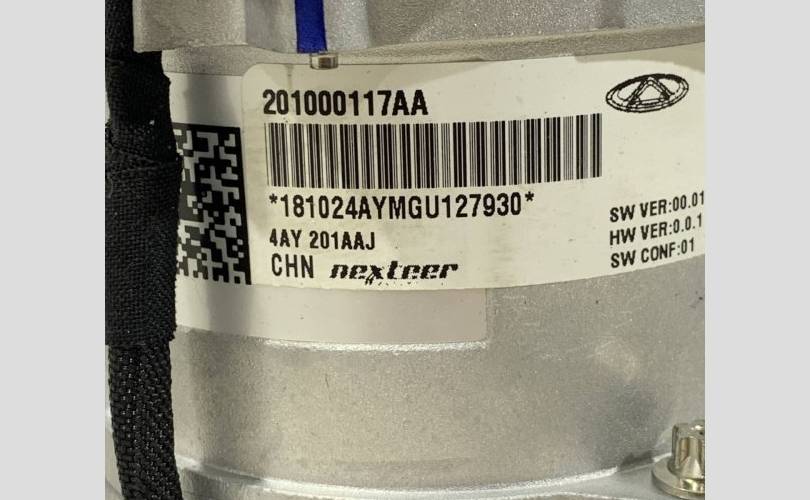 201000117AA
*181024AYMGU127930*
4AY 201AAJ
CHN nexteer
SW VER:00.01
HW VER:0.0.1
SW CONF:01